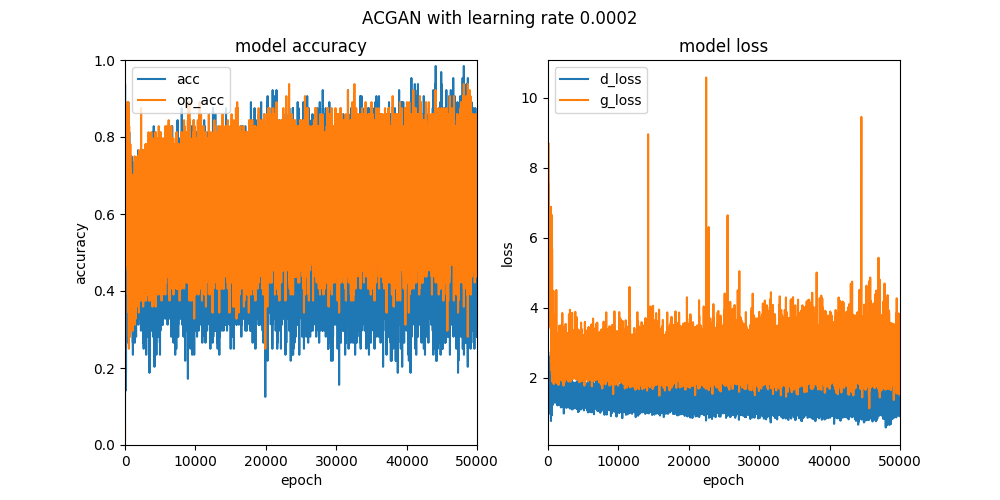 ACGAN with learning rate 0.0002
model accuracy
acc
op_acc
1.0
0.8
0.6
0.4
0.2
0.0
accuracy
0
10000
20000
30000
40000
50000
epoch
model loss
d_loss
g_loss
10
8
6
4
2
loss
0
10000
20000
30000
40000
50000
epoch